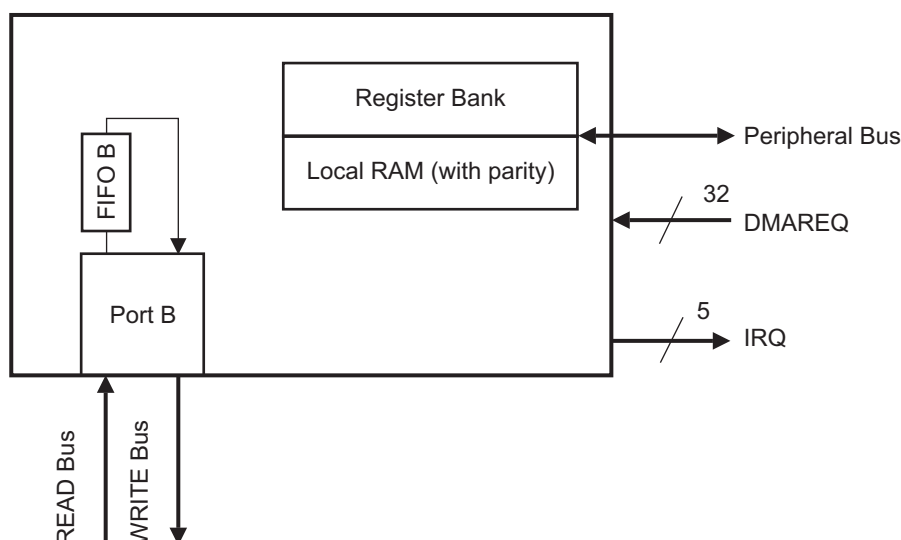 Register Bank
Local RAM (with parity)
Peripheral Bus
32
DMAREQ
5
IRQ
FIFO B
Port B
READ Bus
WRITE Bus